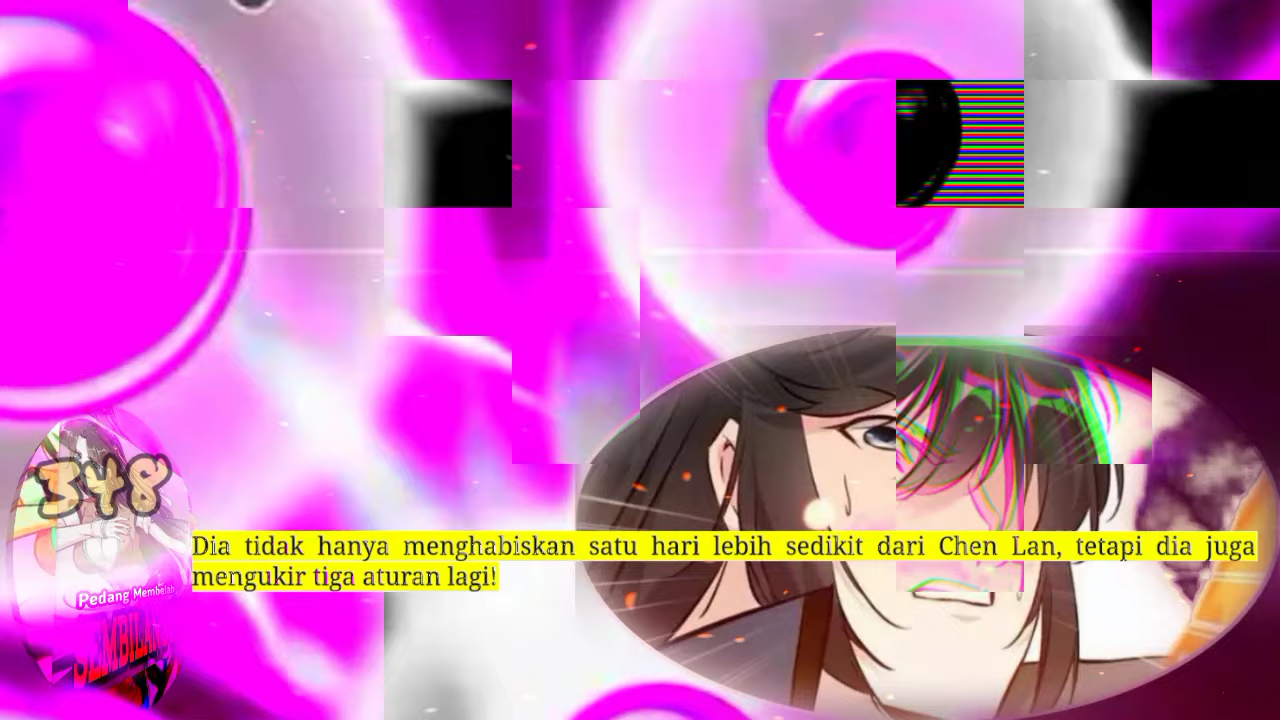 348
Dia tidak hanya menghabiskan satu hari lebih sedikit dari Chen Lan, tetapi dia juga
mengukir tiga aturan lagi!
Pedang Membelah
SEMBILAN